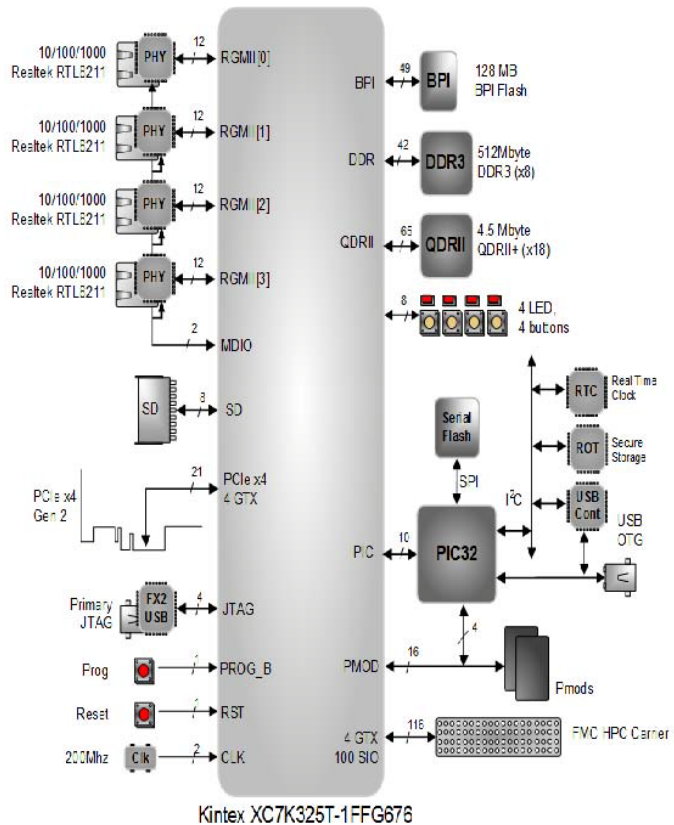 10/100/1000
Realtek RTL8211
PHY
12
RGMII[0]
10/100/1000
Realtek RTL8211
PHY
12
RGMII[1]
10/100/1000
Realtek RTL8211
PHY
12
RGMII[2]
10/100/1000
Realtek RTL8211
PHY
12
RGMII[3]
2
MDIO
SD
8
SD
PCIe x4
Gen 2
21
PCIe x4
4 GTX
Primary
JTAG
FX2
USB
4
JTAG
Prog
1
PROG_B
Reset
1
RST
200Mhz
Clk
2
CLK
BPI
49
BPI
128 MB
BPI Flash
DDR
42
DDR3
512Mbyte
DDR3 (x8)
QDRII
65
QDRII
4.5 Mbyte
QDRII+ (x18)
8
4 LED,
4 buttons
Serial
Flash
SPI
I²C
RTC
Real Time
Clock
ROT
Secure
Storage
USB
Cont
USB
OTG
PIC
10
PIC32
4
PMOD
16
Pmods
4 GTX
100 SIO
116
FMC HPC Carrier
Kintex XC7K325T-1FFG676